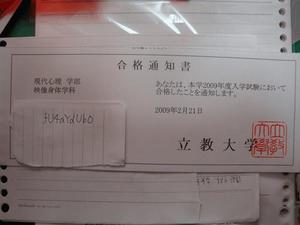 合格通知書
現代心理 学部
映像身体学科
あなたは、本学2009年度入学試験において
合格したことを通知します。
2009年2月21日
立教大学